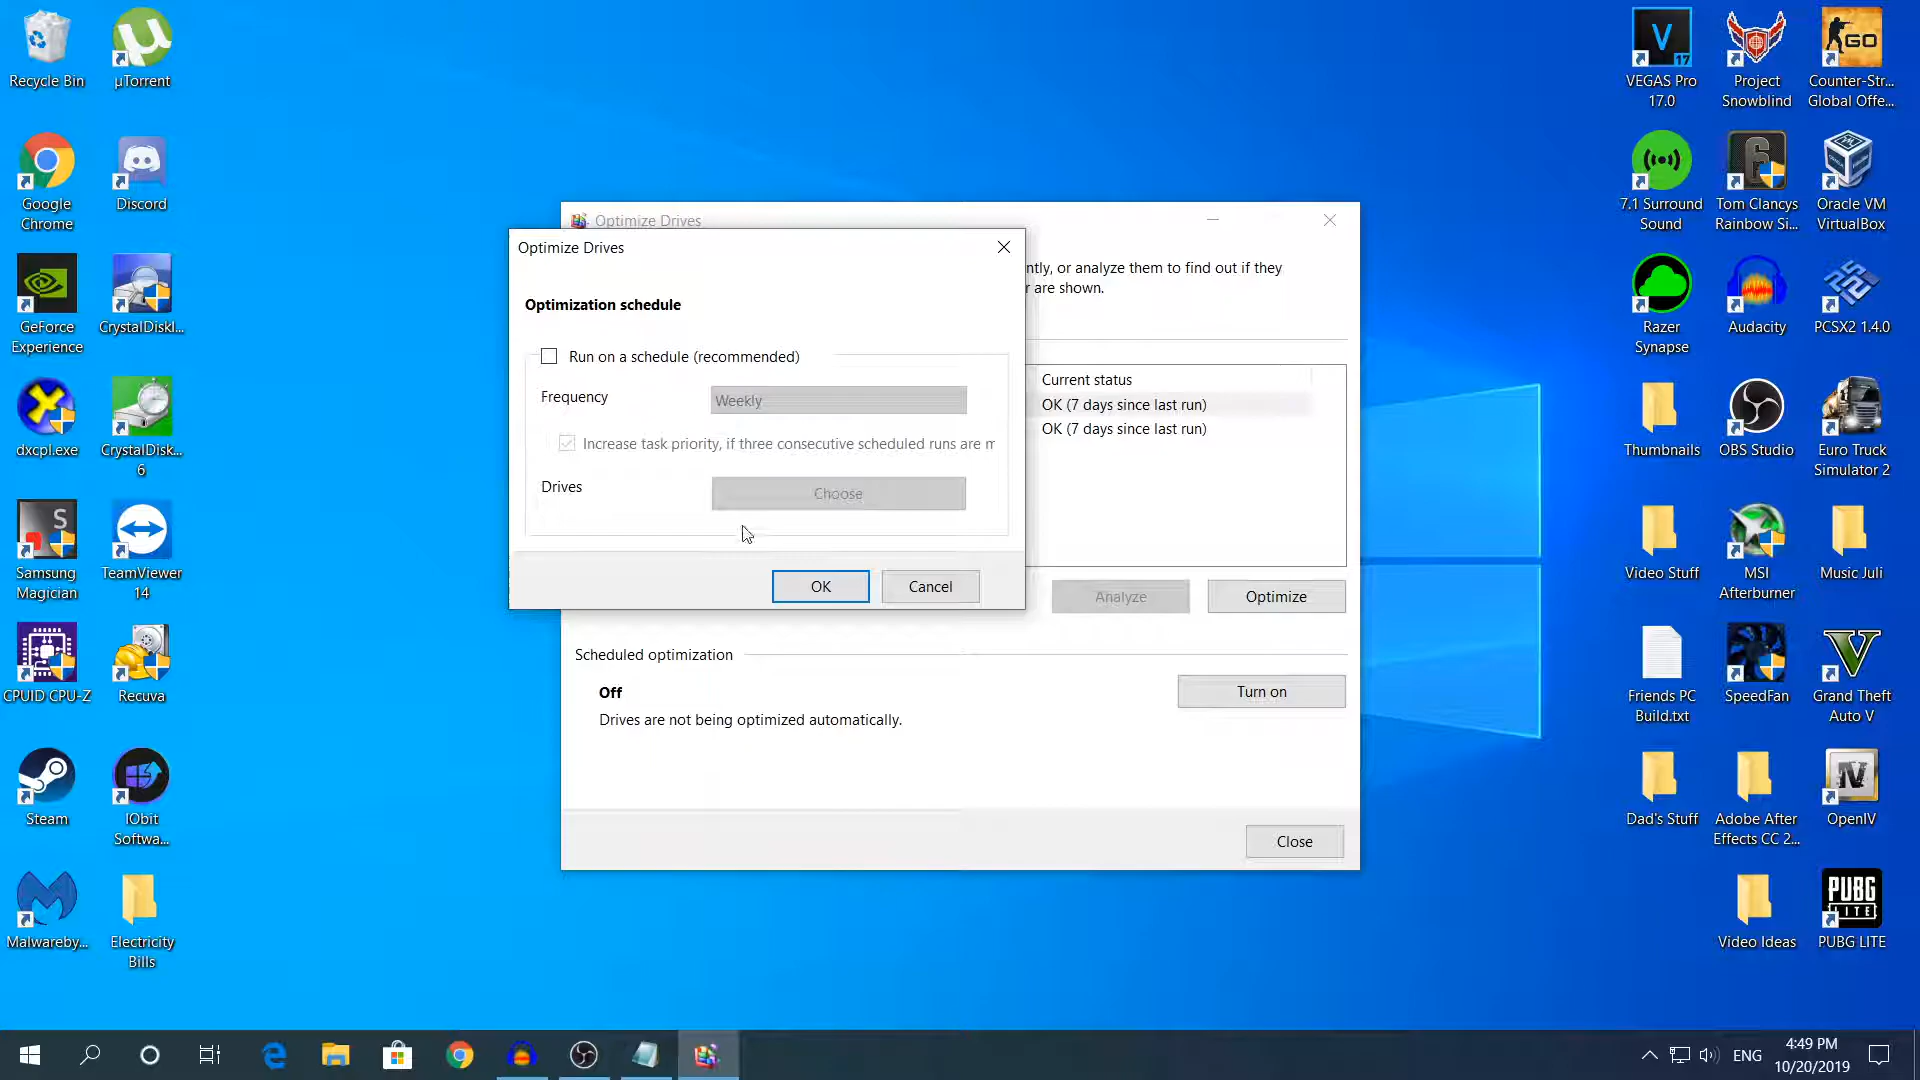 Recycle Bin
µTorrent
Google
Chrome
Discord
GeForce
Experience
CrystalDiskI...
dxcpl.exe
CrystalDisk...
6
Samsung
Magician
TeamViewer
14
CPUID CPU-Z
Recuva
Steam
IObit
Softwa...
Malwareby...
Electricity
Bills
Optimize Drives
ntly, or analyze them to find out if they
r are shown.
Current status
OK (7 days since last run)
OK (7 days since last run)
Analyze
Optimize
Scheduled optimization
Off
Turn on
Drives are not being optimized automatically.
Close
Optimize Drives
Optimization schedule
Run on a schedule (recommended)
Frequency
Weekly
Increase task priority, if three consecutive scheduled runs are m
Drives
Choose
OK
Cancel
V
17
VEGAS Pro
17.0
Project
Snowblind
GO
Counter-Str...
Global Offe...
7.1 Surround
Sound
6
Tom Clancys
Rainbow Si...
Oracle VM
VirtualBox
Razer
Synapse
Audacity
PCSX2 1.4.0
Thumbnails
OBS Studio
Euro Truck
Simulator 2
Video Stuff
MSI
Afterburner
Music Juli
Friends PC
Build.txt
SpeedFan
Grand Theft
Auto V
Dad's Stuff
Adobe After
Effects CC 2...
OpenIV
Video Ideas
PUBG
LITE
PUBG LITE
ENG
4:49 PM
10/20/2019